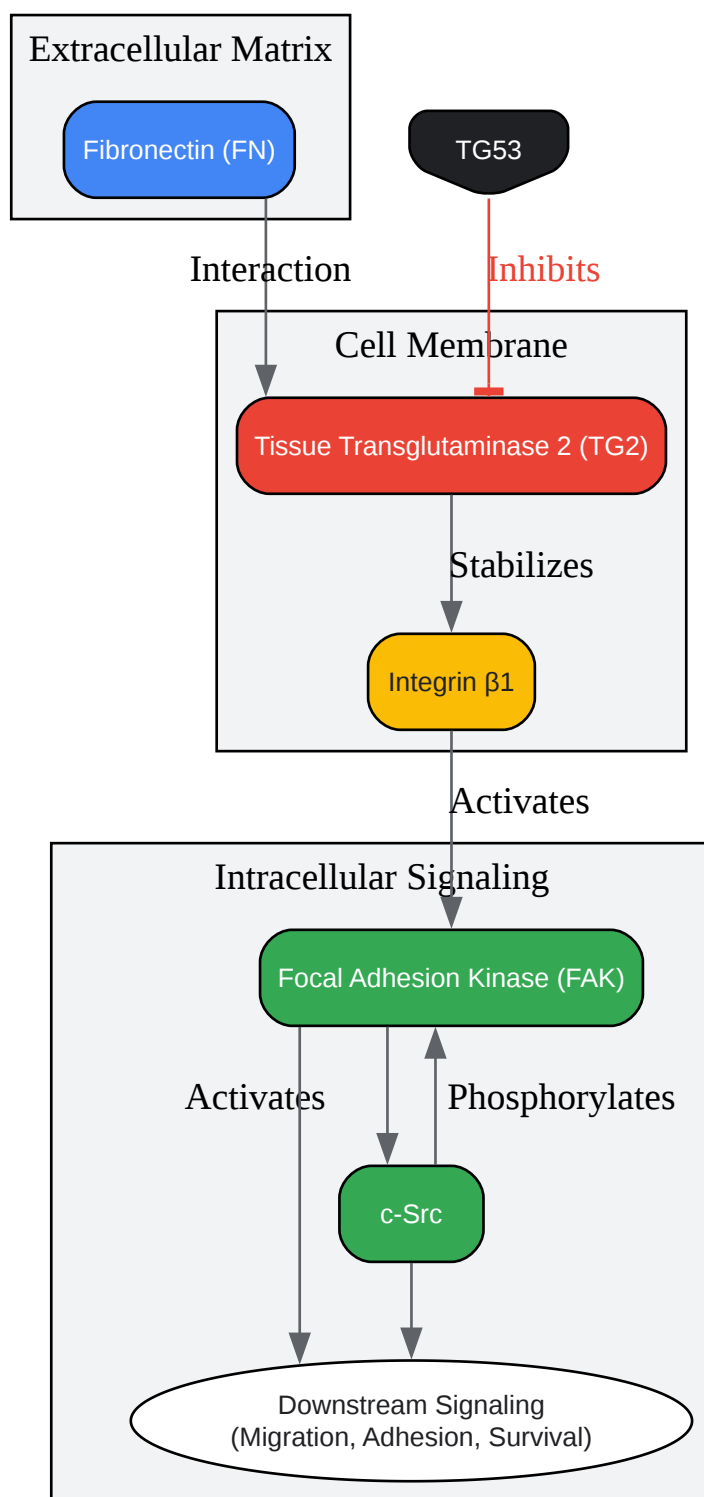 Extracellular Matrix
Fibronectin (FN)
TG53
Interaction
Inhibits
Cell Membrane
Tissue Transglutaminase 2 (TG2)
Stabilizes
Integrin β1
Activates
Intracellular Signaling
Focal Adhesion Kinase (FAK)
Activates
Phosphorylates
c-Src
Downstream Signaling
(Migration, Adhesion, Survival)